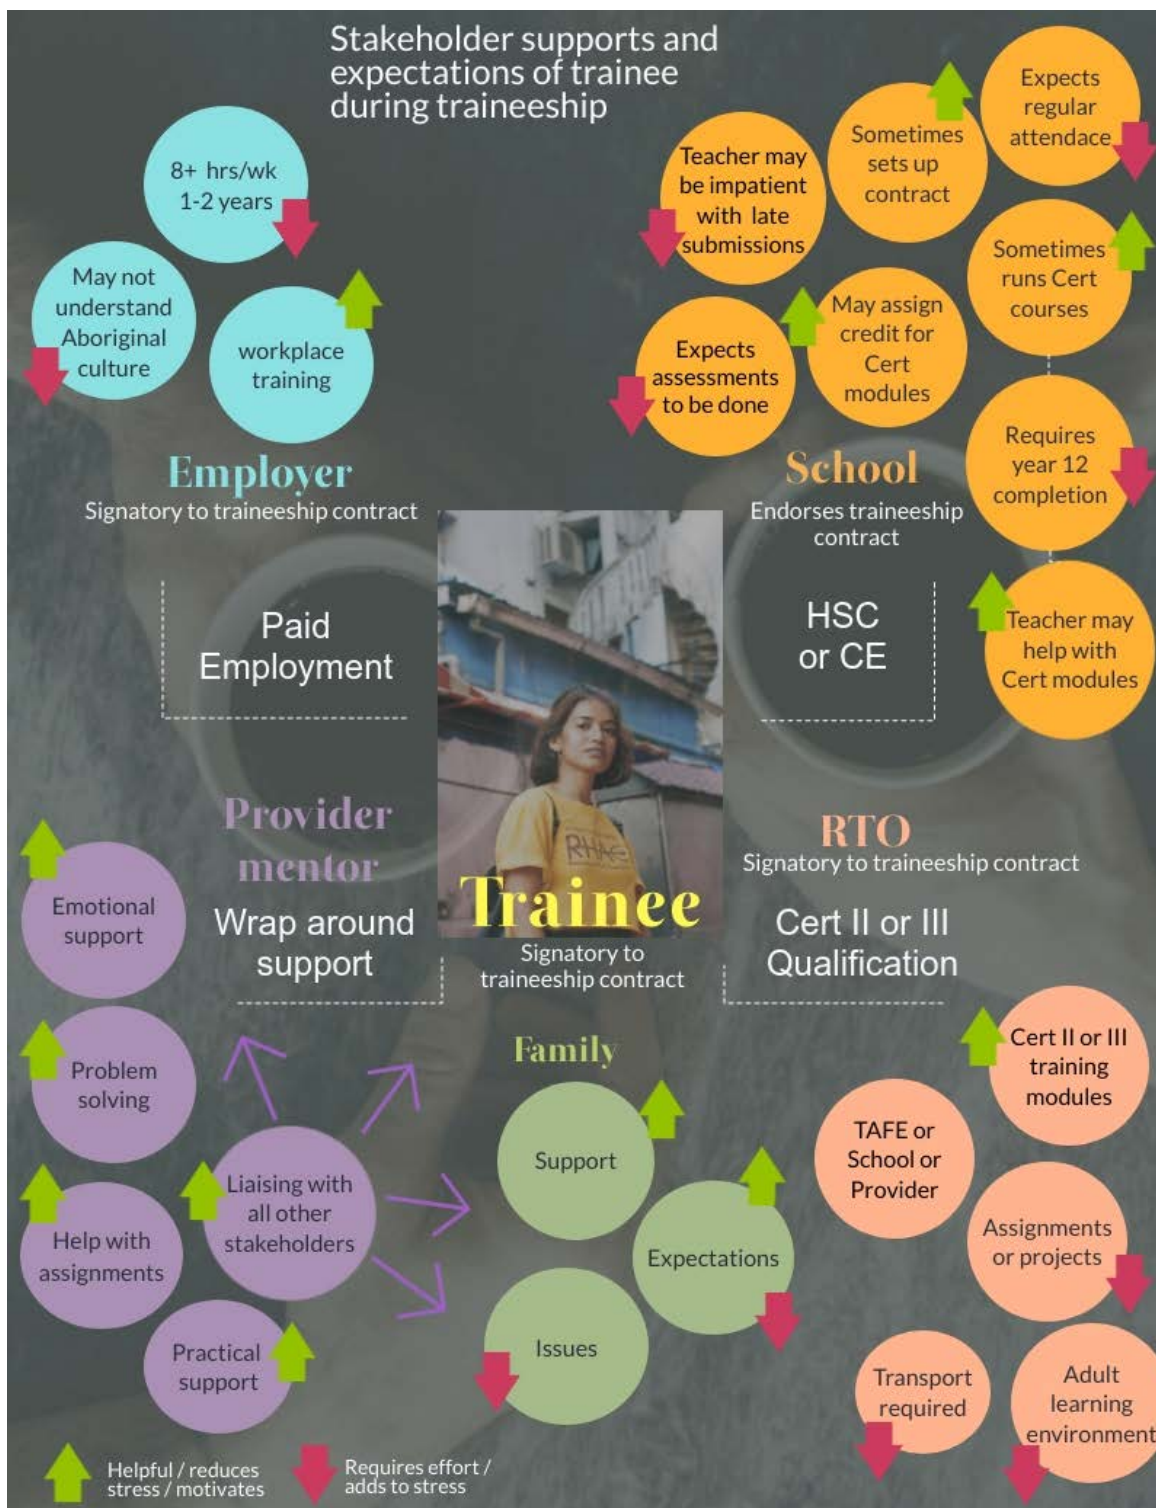 Stakeholder supports and
expectations of trainee
during traineeship
8+ hrs/wk
1-2 years
May not
understand
Aboriginal
culture
workplace
training
Employer
Signatory to traineeship contract
Paid
Employment
Teacher may
be impatient
with late
submissions
Sometimes
sets up
contract
Expects
regular
attendace
Sometimes
runs Cert
courses
May assign
credit for
Cert
modules
Expects
assessments
to be done
Requires
year 12
completion
Teacher may
help with
Cert modules
School
Endorses traineeship
contract
HSC
or CE
Provider
mentor
Wrap around
support
Emotional
support
Problem
solving
Help with
assignments
Liaising with
all other
stakeholders
Practical
support
Trainee
Signatory to
traineeship contract
Family
Support
Expectations
Issues
RTO
Signatory to traineeship contract
Cert II or III
Qualification
Cert II or III
training
modules
TAFE or
School or
Provider
Assignments
or projects
Transport
required
Adult
learning
environment
Helpful / reduces
stress / motivates
Requires effort /
adds to stress